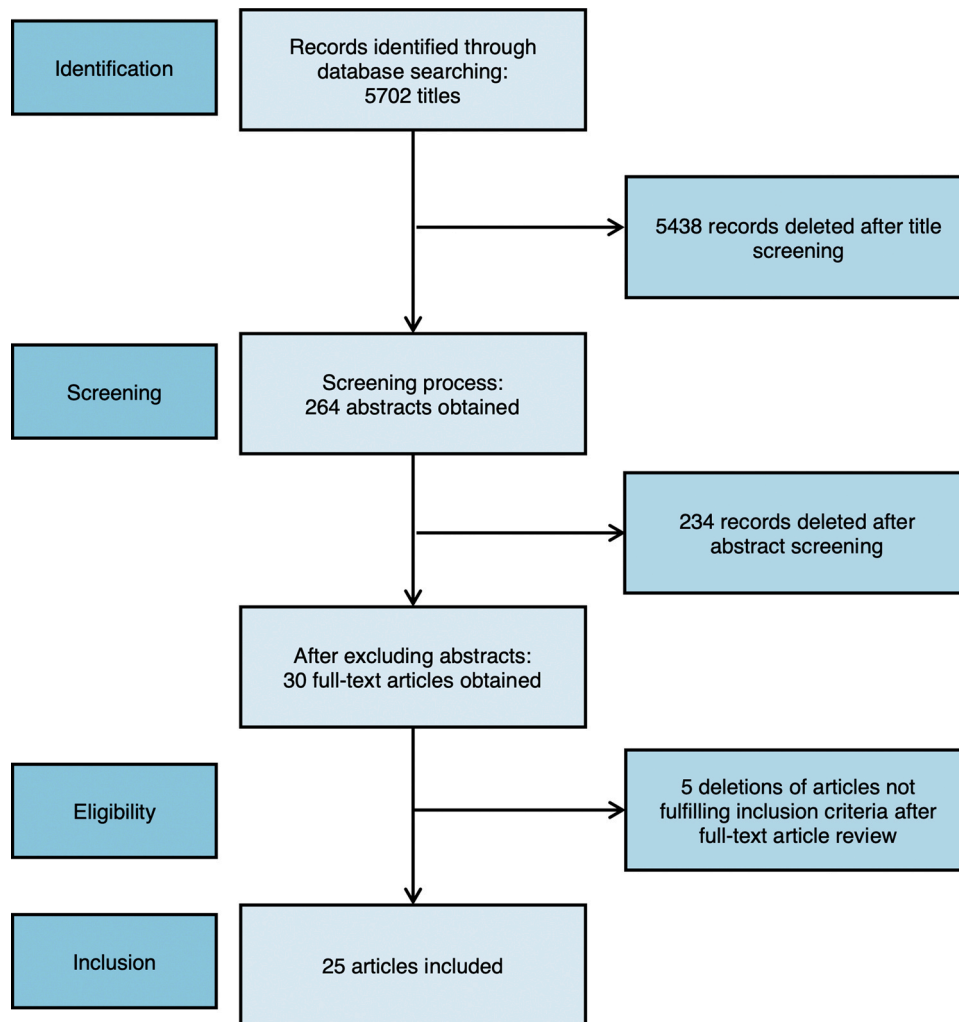 Identification
Records identified through
database searching:
5702 titles
5438 records deleted after title
screening
Screening
Screening process:
264 abstracts obtained
234 records deleted after
abstract screening
After excluding abstracts:
30 full-text articles obtained
Eligibility
5 deletions of articles not
fulfilling inclusion criteria after
full-text article review
Inclusion
25 articles included